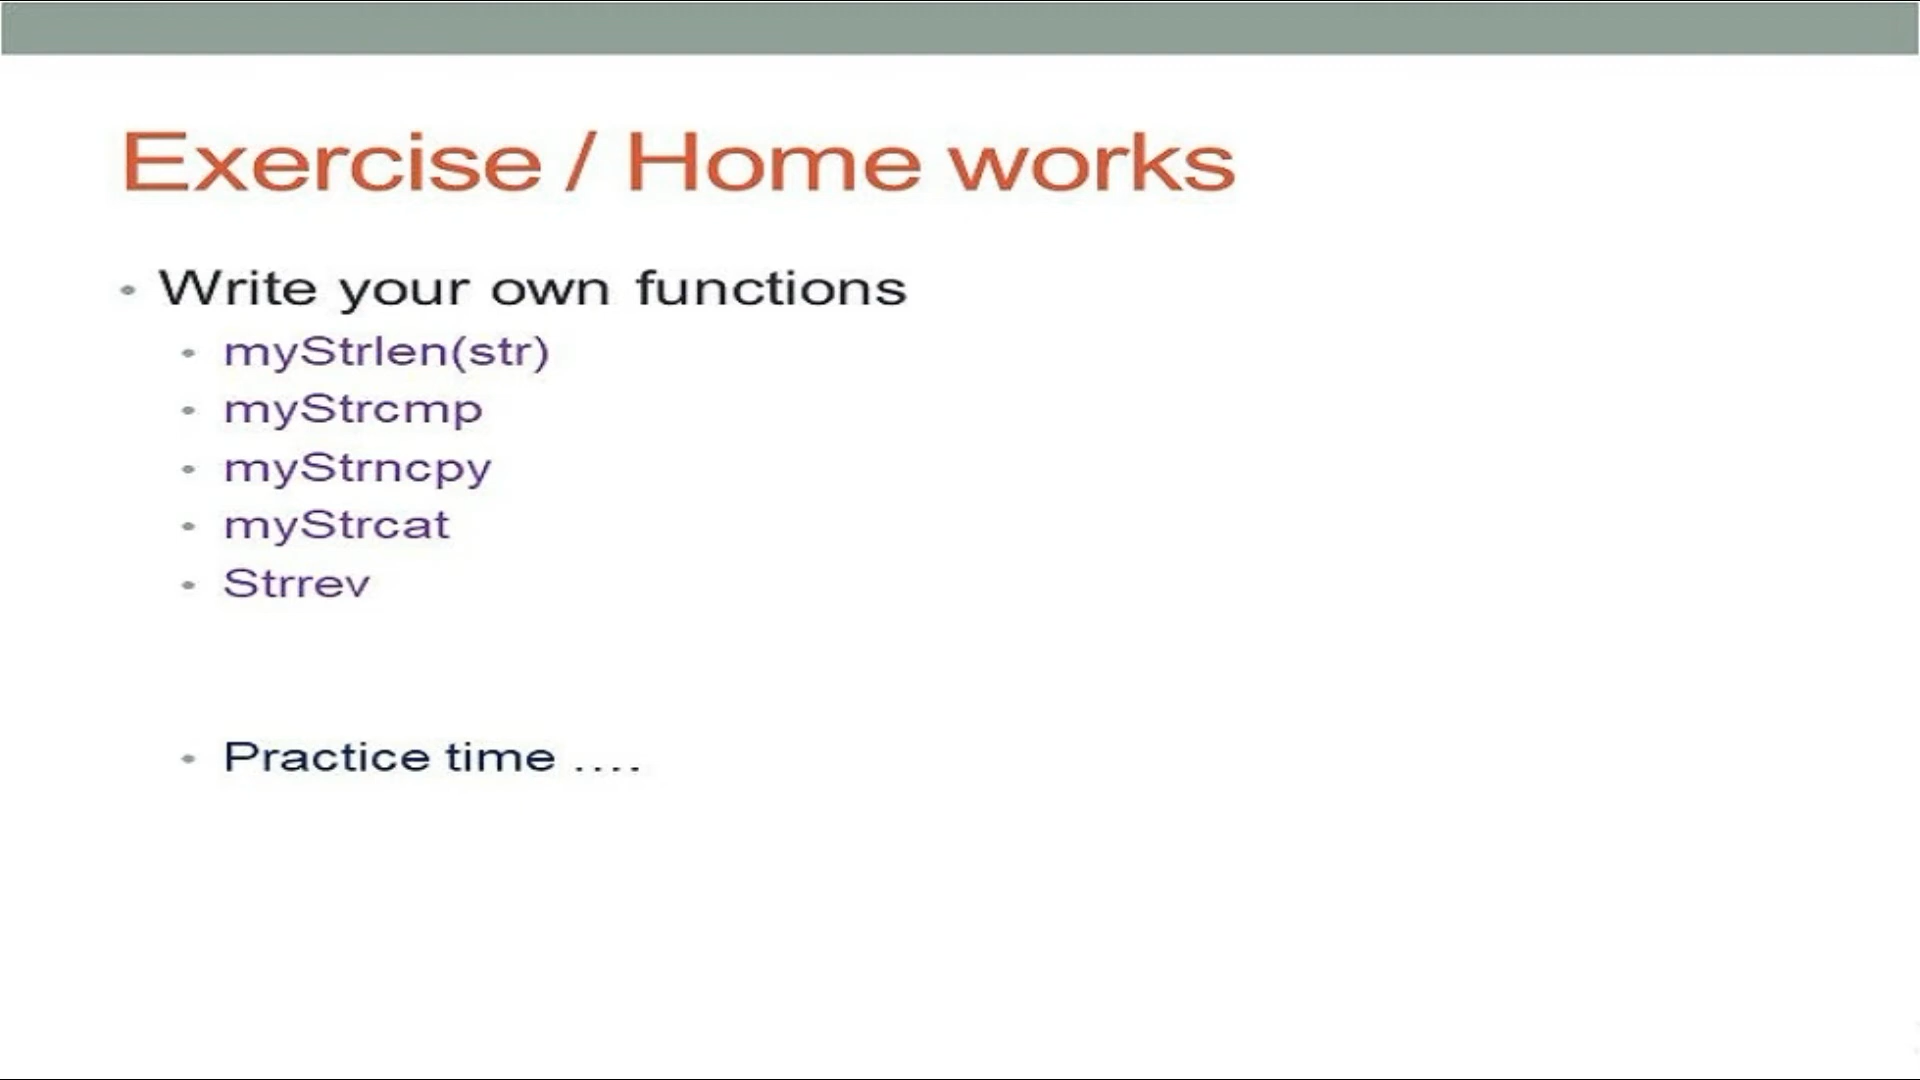 Exercise / Home works
• Write your own functions
• myStrlen(str)
• myStrcmp
• myStrncpy
• myStrcat
• Strrev
• Practice time ....